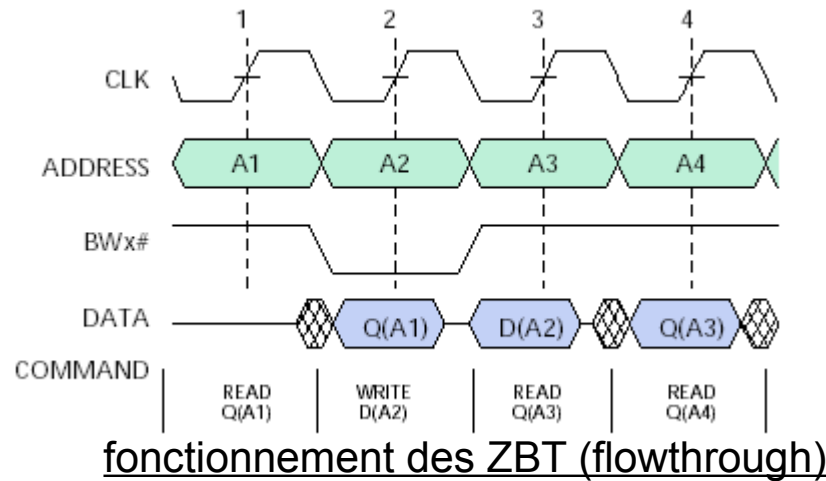 1 2 3 4
CLK
ADDRESS A1 A2 A3 A4
BWx#
DATA Q(A1) D(A2) Q(A3)
COMMAND
READ WRITE READ READ
Q(A1) D(A2) Q(A3) Q(A4)
fonctionnement des ZBT (flowthrough)